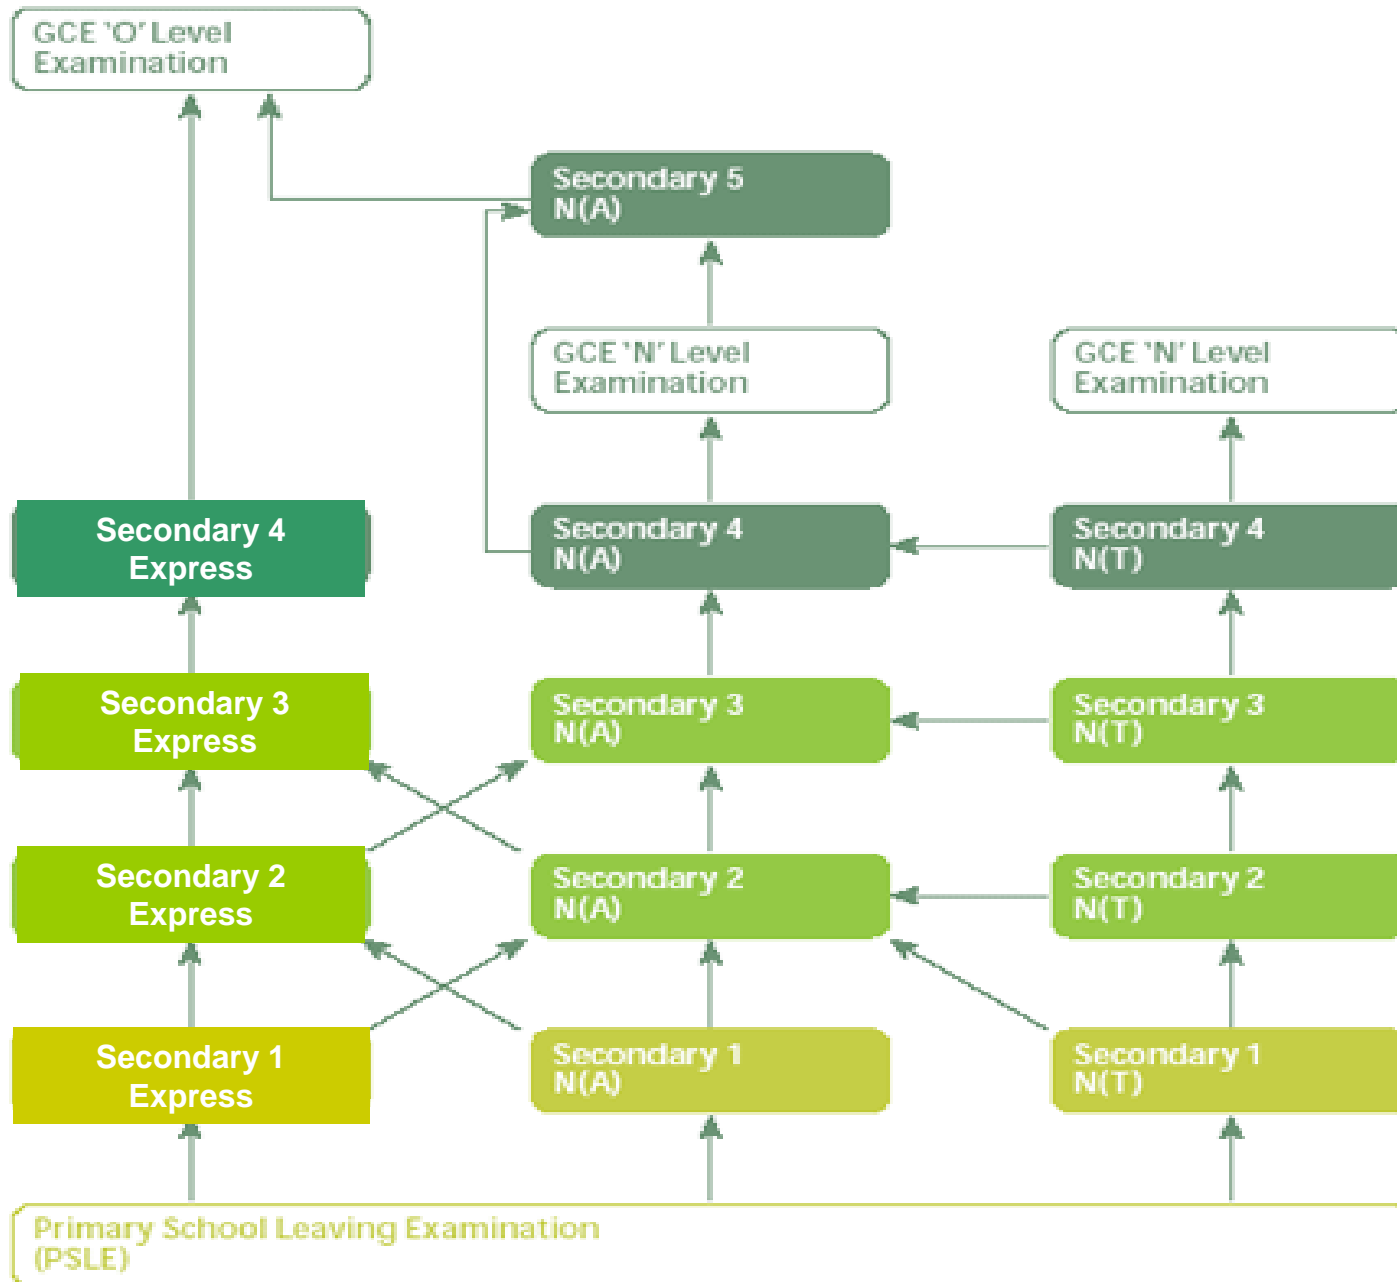 GCE 'O' Level
Examination
Secondary 5
N(A)
GCE 'N' Level
Examination
GCE 'N' Level
Examination
Secondary 4
Express
Secondary 4
N(A)
Secondary 4
N(T)
Secondary 3
Express
Secondary 3
N(A)
Secondary 3
N(T)
Secondary 2
Express
Secondary 2
N(A)
Secondary 2
N(T)
Secondary 1
Express
Secondary 1
N(A)
Secondary 1
N(T)
Primary School Leaving Examination
(PSLE)